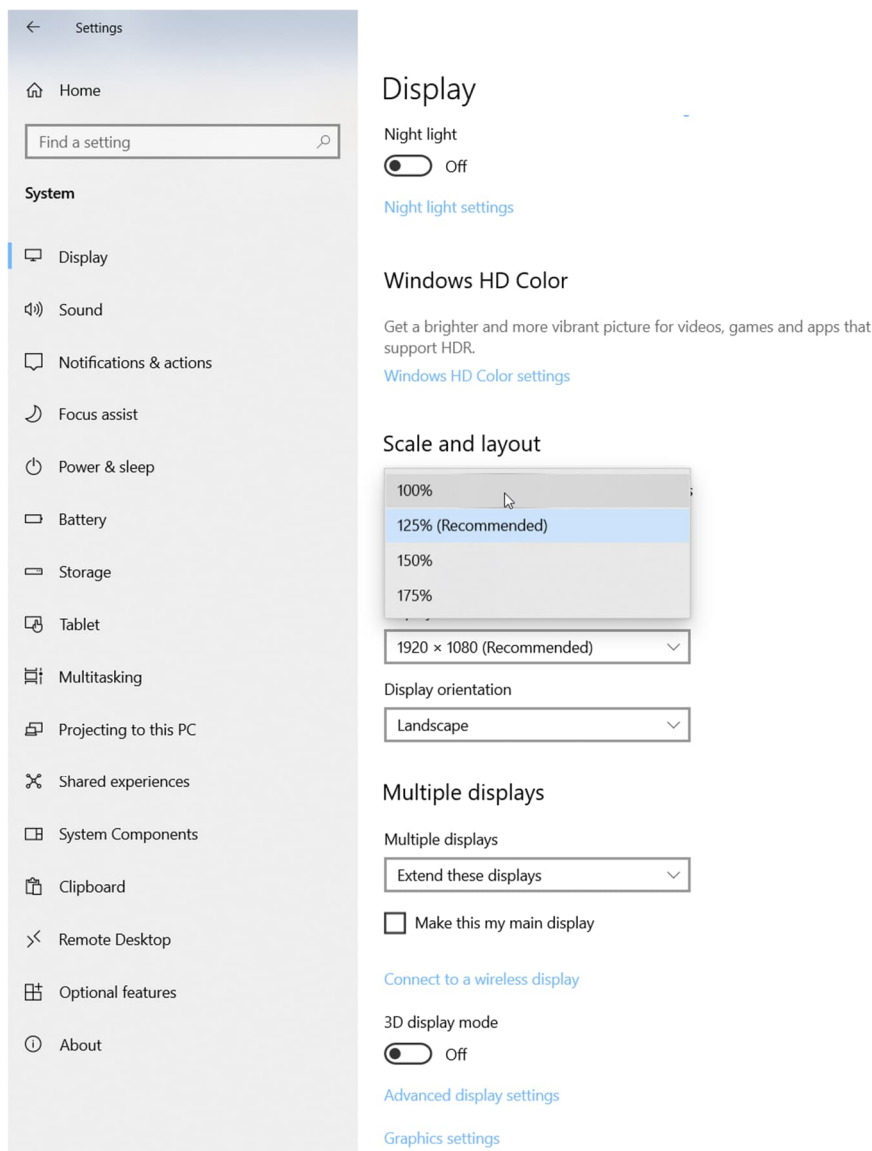 Settings
Home
Find a setting
System
Display
Sound
Notifications & actions
Focus assist
Power & sleep
Battery
Storage
Tablet
Multitasking
Projecting to this PC
Shared experiences
System Components
Clipboard
Remote Desktop
Optional features
About
Display
Night light
Off
Night light settings
Windows HD Color
Get a brighter and more vibrant picture for videos, games and apps that
support HDR.
Windows HD Color settings
Scale and layout
100%
125% (Recommended)
150%
175%
1920 × 1080 (Recommended)
Display orientation
Landscape
Multiple displays
Multiple displays
Extend these displays
Make this my main display
Connect to a wireless display
3D display mode
Off
Advanced display settings
Graphics settings